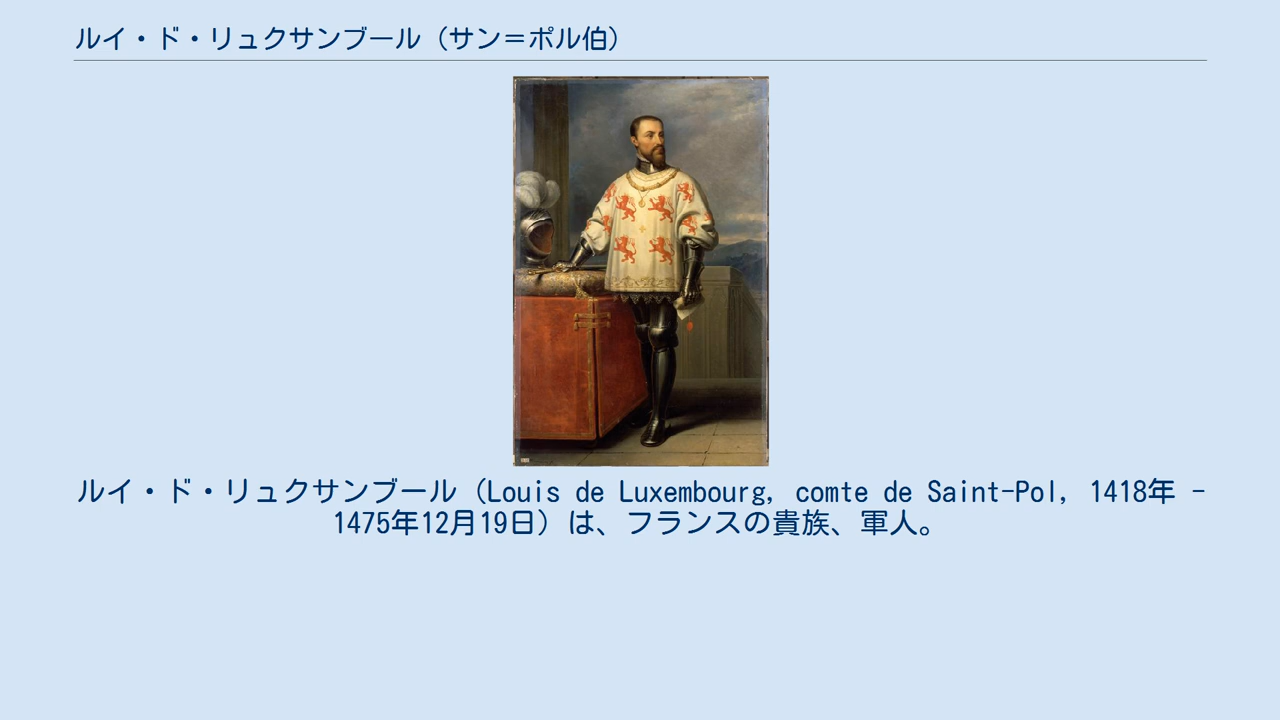 ルイ・ド・リュクサンブール（サン＝ポル伯）
ルイ・ド・リュクサンブール（Louis de Luxembourg, comte de Saint-Pol, 1418年 -
1475年12月19日）は、フランスの貴族、軍人。